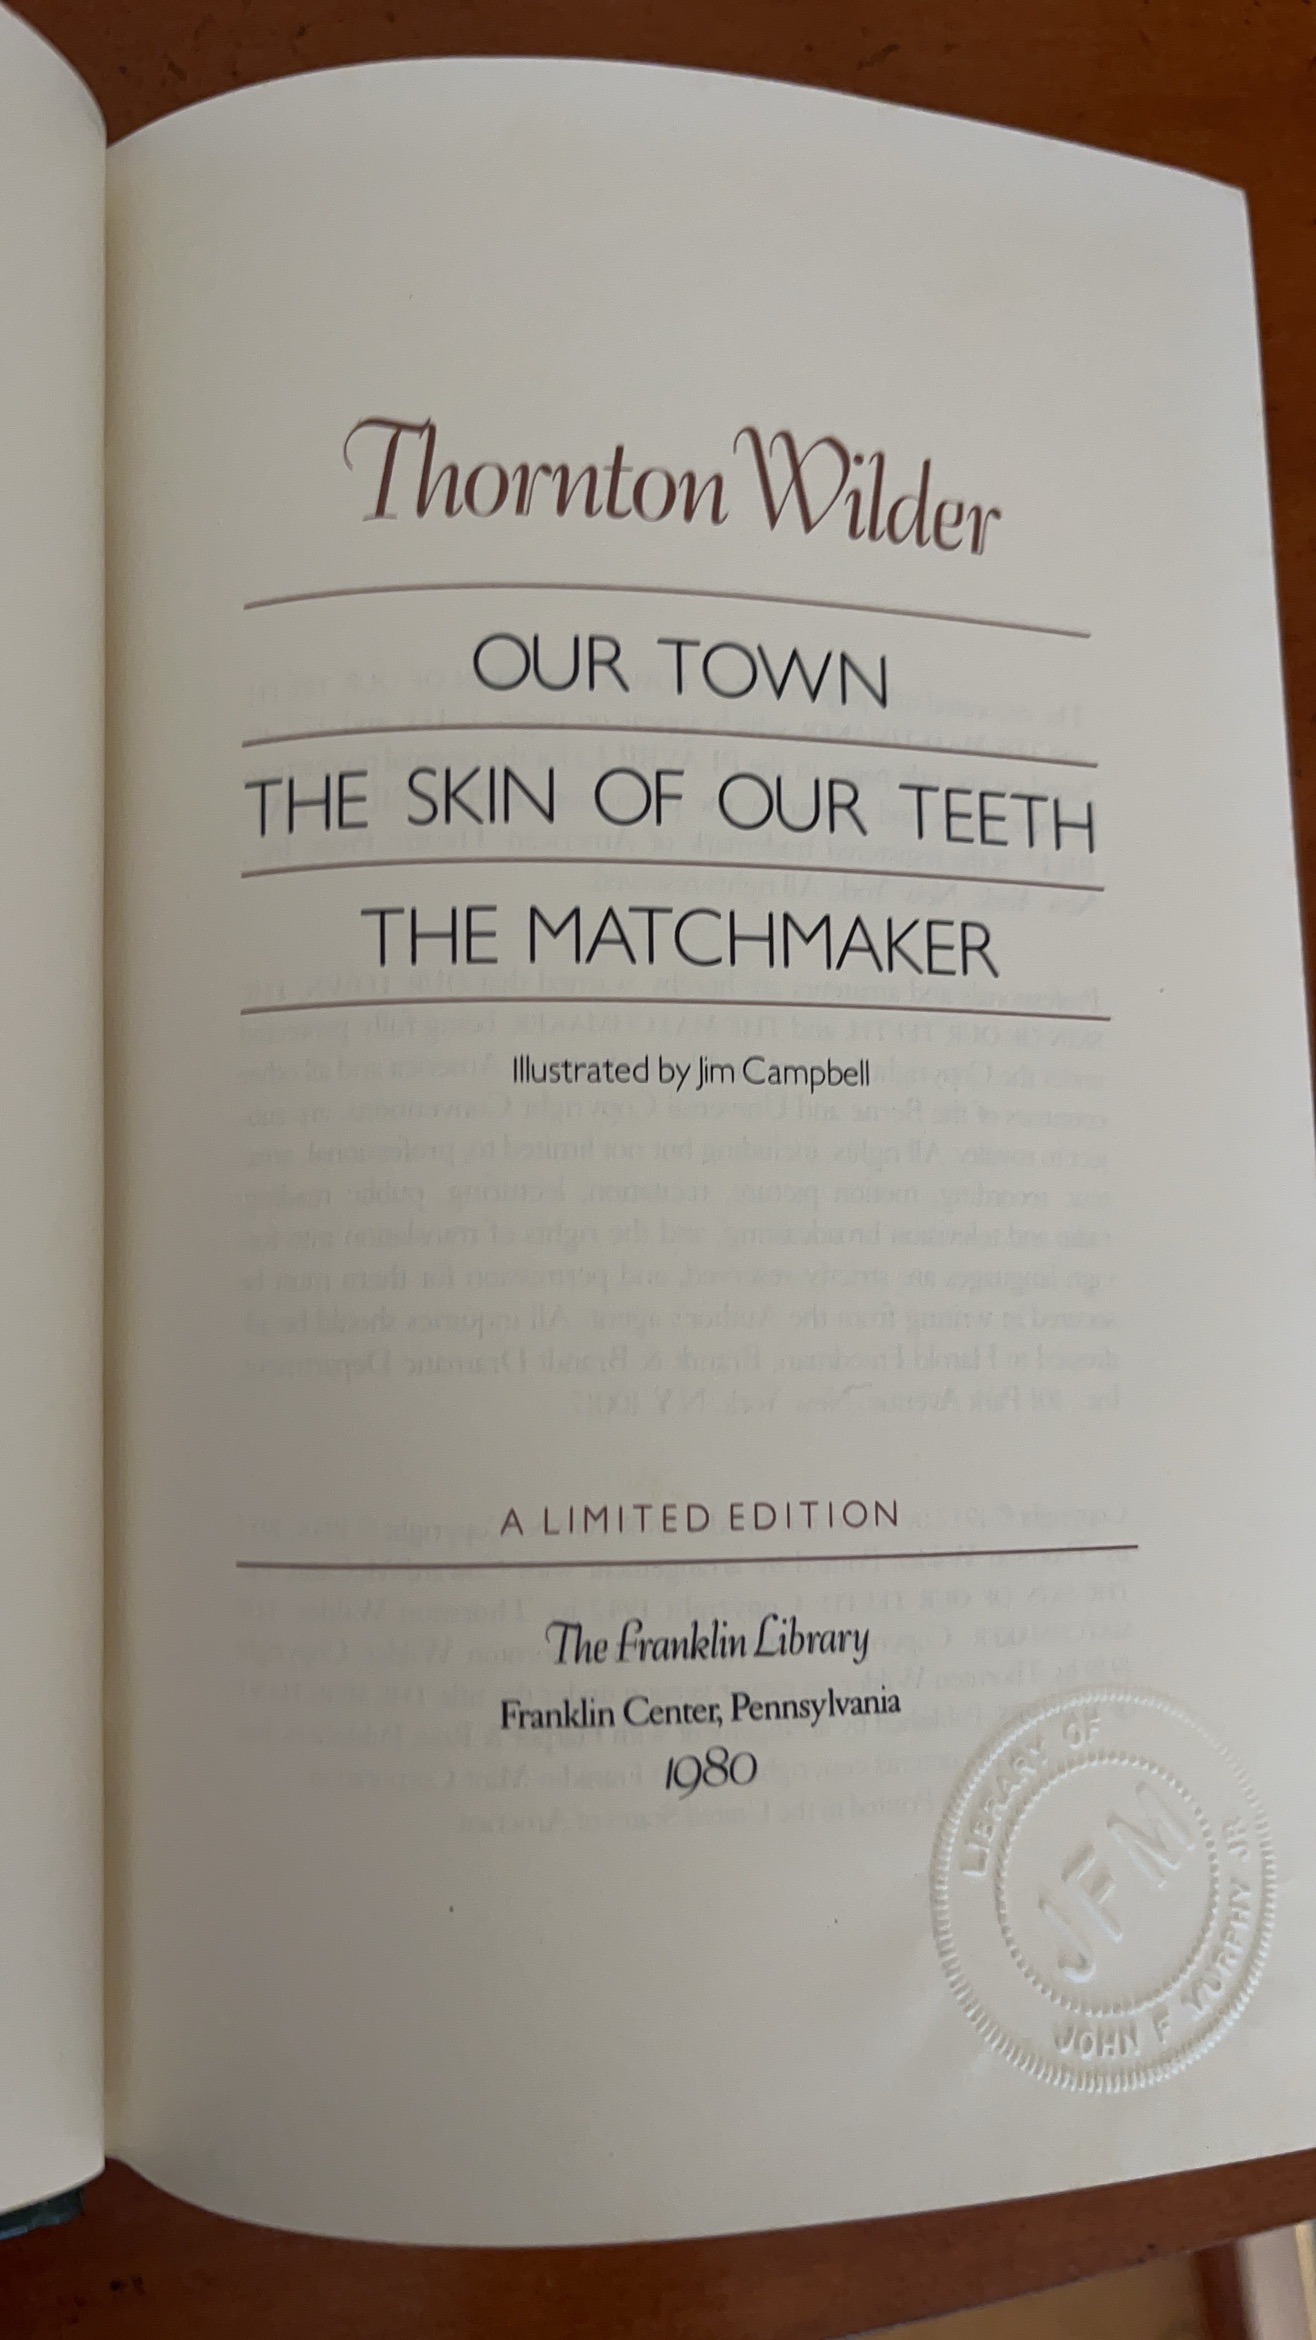 Thornton Wilder
OUR TOWN
THE SKIN OF OUR TEETH
THE MATCHMAKER
Illustrated by Jim Campbell
A LIMITED EDITION
The Franklin Library
Franklin Center, Pennsylvania
1980
LIBRARY OF
JFM
JOHN F MURPHY JR